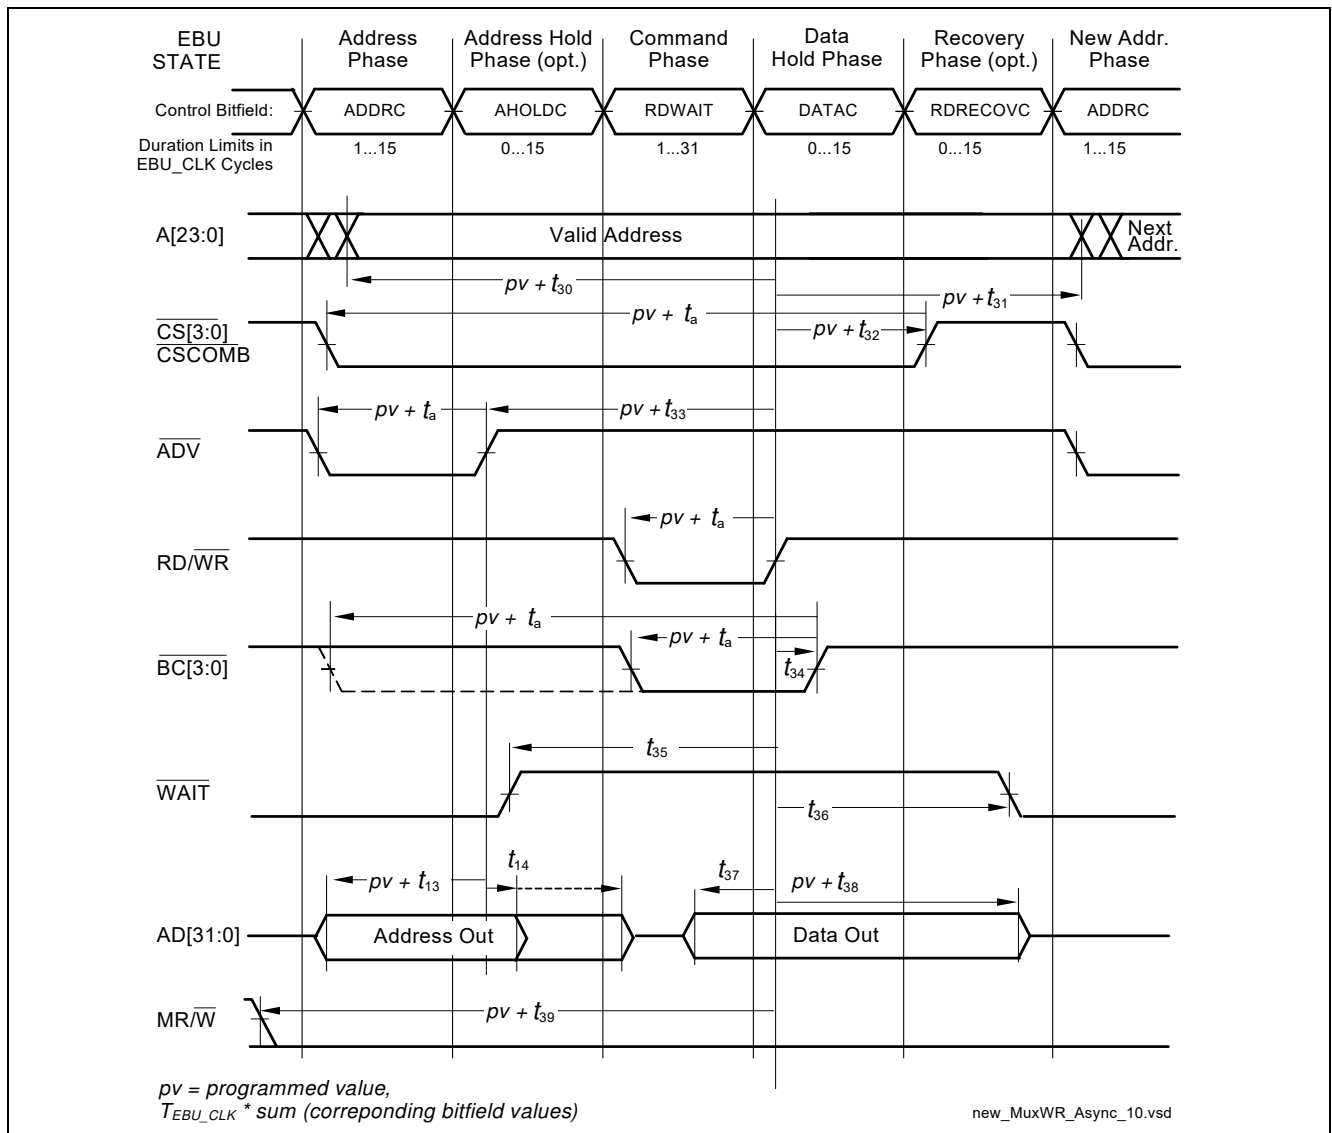 EBU STATE
Address Phase
Address Hold Phase (opt.)
Command Phase
Data Hold Phase
Recovery Phase (opt.)
New Addr. Phase
Control Bitfield:
ADDRC
AHOLDC
RDWAIT
DATAC
RDRECOVC
ADDRC
Duration Limits in EBU_CLK Cycles
1...15
0...15
1...31
0...15
0...15
1...15
A[23:0]
Valid Address
Next Addr.
pv + t30
pv + t31
pv + ta
CS[3:0]
CSCOMB
pv + t32
pv + ta
pv + t33
ADV
pv + ta
RD/WR
pv + ta
pv + ta
BC[3:0]
t34
t35
WAIT
t36
pv + t13
t14
t37
pv + t38
AD[31:0]
Address Out
Data Out
MR/W
pv + t39
pv = programmed value,
TEBU_CLK * sum (correponding bitfield values)
new_MuxWR_Async_10.vsd